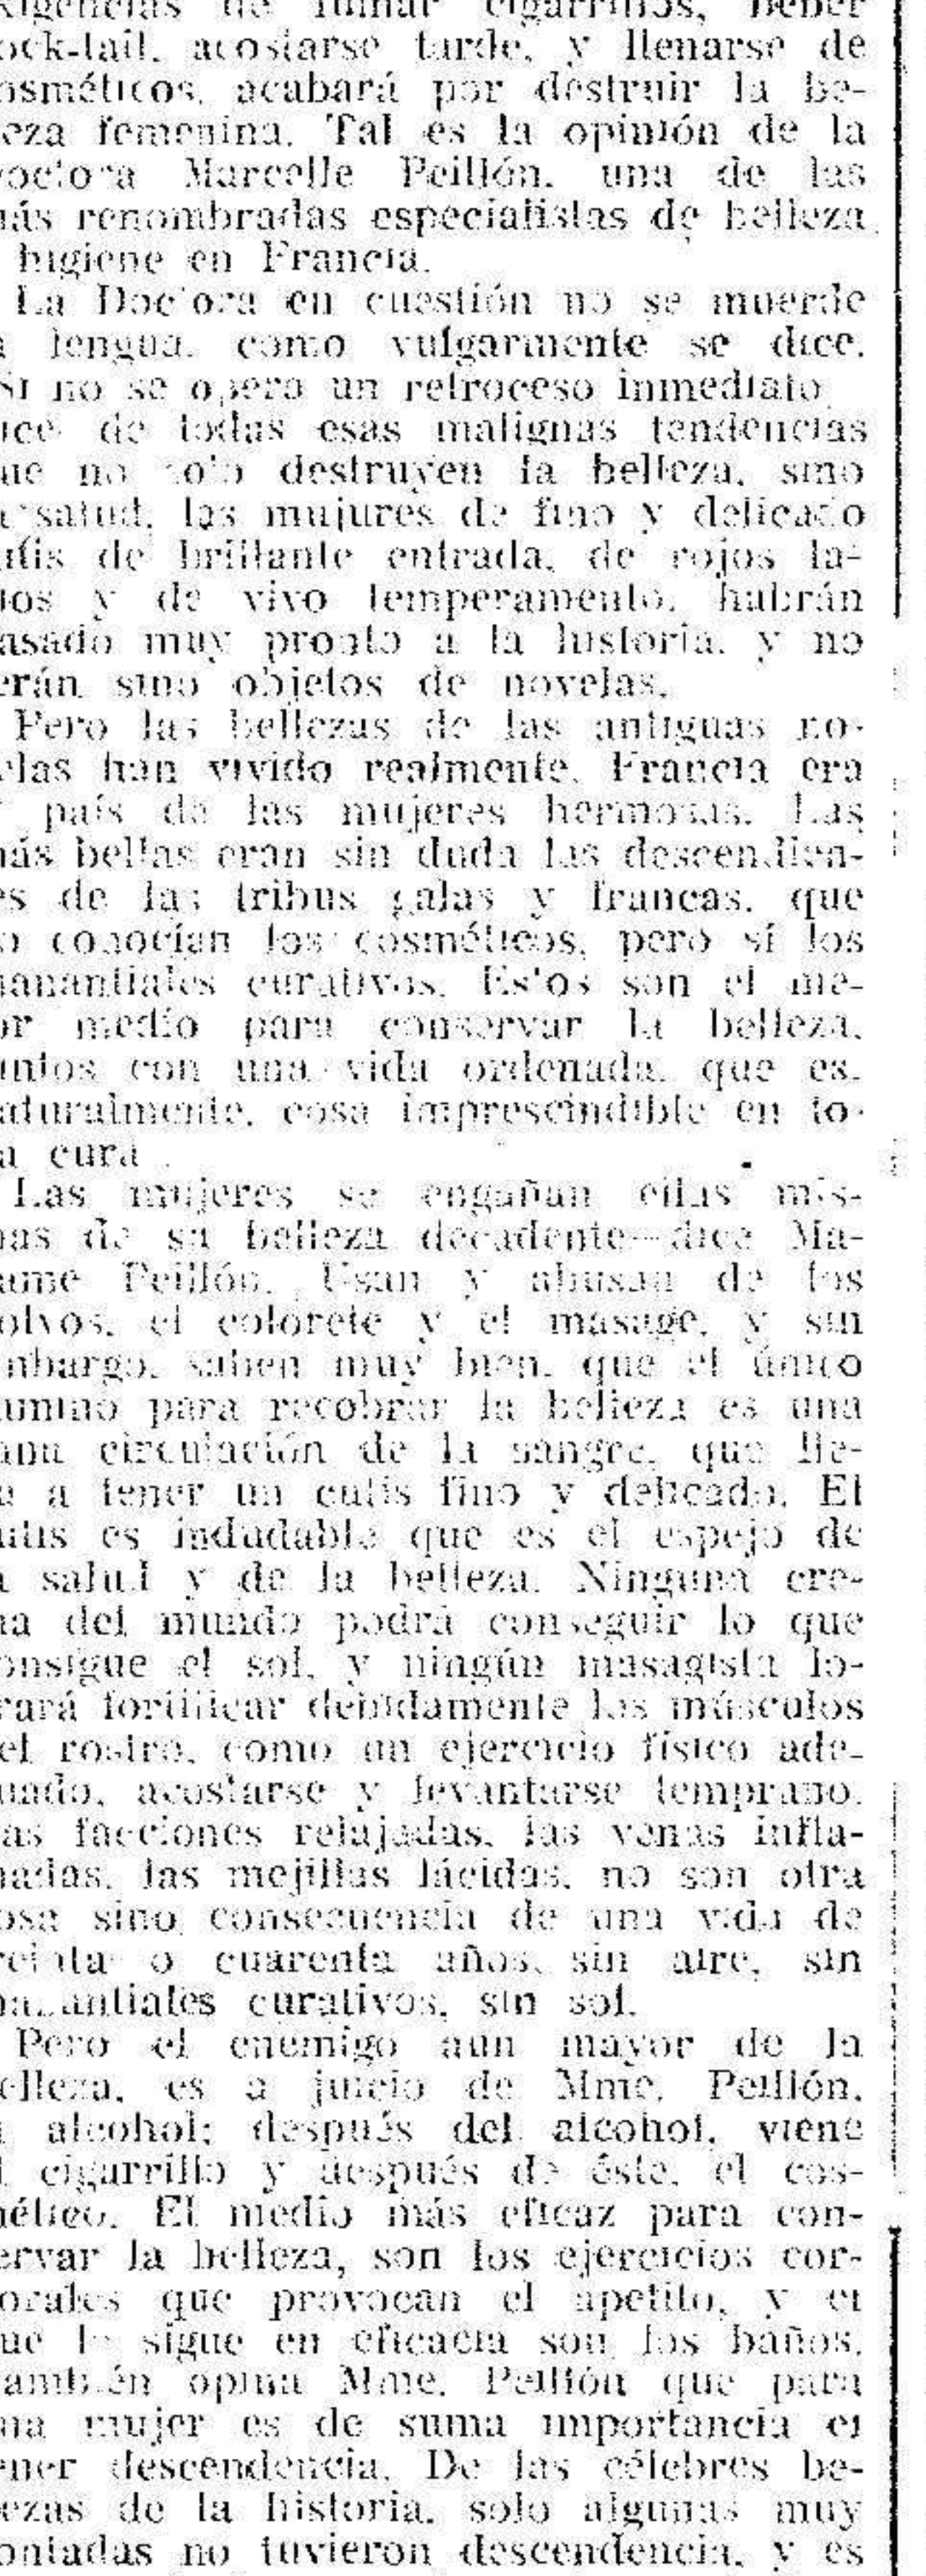 xigencias de fumar cigarrillos, beber
ock-tail, acostarse tarde, y llenarse de
osméticos, acabará por destruir la be-
eza femenina. Tal es la opinión de la
octora Marcelle Peillón, una de las
ás renombradas especialistas de belleza
higiene en Francia.
La Doctora en cuestión no se muerde
a lengua, como vulgarmente se dice.
Si no se opera un retroceso inmediato
ice de todas esas malignas tendencias
ue no solo destruyen la belleza, sino
a salud, las mujures de fino y delicado
utis de brillante entrada, de rojos la-
ios y de vivo temperamento, habrán
asado muy pronto a la historia, y no
erán sino objetos de novelas.
Pero las bellezas de las antiguas no-
elas han vivido realmente. Francia era
país de las mujeres hermosas. Las
ás bellas eran sin duda las descendien-
es de las tribus galas y francas, que
o conocían los cosméticos, pero sí los
anantiales curativos. Estos son el me-
or medio para conservar la belleza,
untos con una vida ordenada, que es,
aturalmente, cosa imprescindible en to-
a cura.
Las mujeres se engañan ellas mis-
as de su belleza decadente—dice Ma-
ame Peillón. Usan y abusan de los
olvos, el colorete y el masage, y sin
mbargo, saben muy bien, que el único
amino para recobrar la belleza es una
ana circulación de la sangre, que lle-
a a tener un cutis fino y delicado. El
utis es indudable que es el espejo de
a salud y de la belleza. Ninguna cre-
a del mundo podrá conseguir lo que
onsigue el sol, y ningún masagista lo-
rará fortificar debidamente los músculos
el rostro, como un ejercicio físico ade-
uado, acostarse y levantarse temprano.
as facciones relajadas, las venas infla-
adas, las mejillas lácidas, no son otra
osa sino consecuencia de una vida de
reinta o cuarenta años, sin aire, sin
anantiales curativos, sin sol.
Pero el enemigo aun mayor de la
elleza, es a juicio de Mme. Peillón,
l alcohol; después del alcohol, viene
l cigarrillo y después de éste, el cos-
ético. El medio más eficaz para con-
ervar la belleza, son los ejercicios cor-
orales que provocan el apetito, y el
ue le sigue en eficacia son los baños.
ambién opina Mme. Peillón que para
na mujer es de suma importancia el
ener descendencia. De las célebres be-
ezas de la historia, solo algunas muy
ontadas no tuvieron descendencia, y es